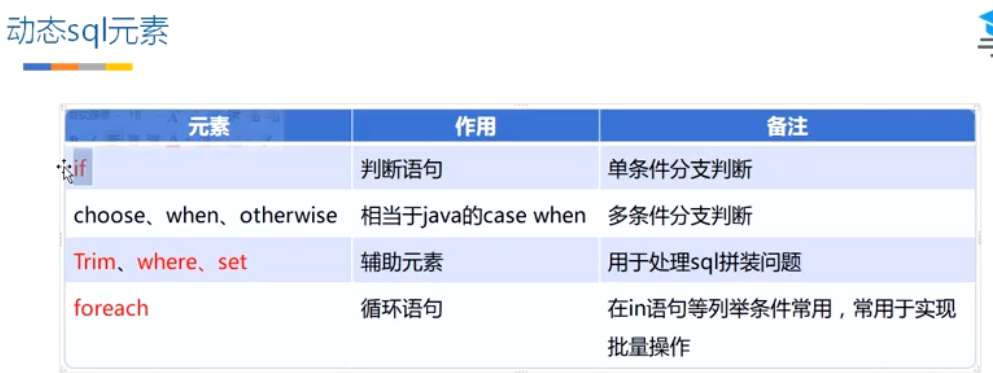 动态sql元素
元素 作用 备注
if 判断语句 单条件分支判断
choose、when、otherwise 相当于java的case when 多条件分支判断
Trim、where、set 辅助元素 用于处理sql拼装问题
foreach 循环语句 在in语句等列举条件常用，常用于实现
批量操作